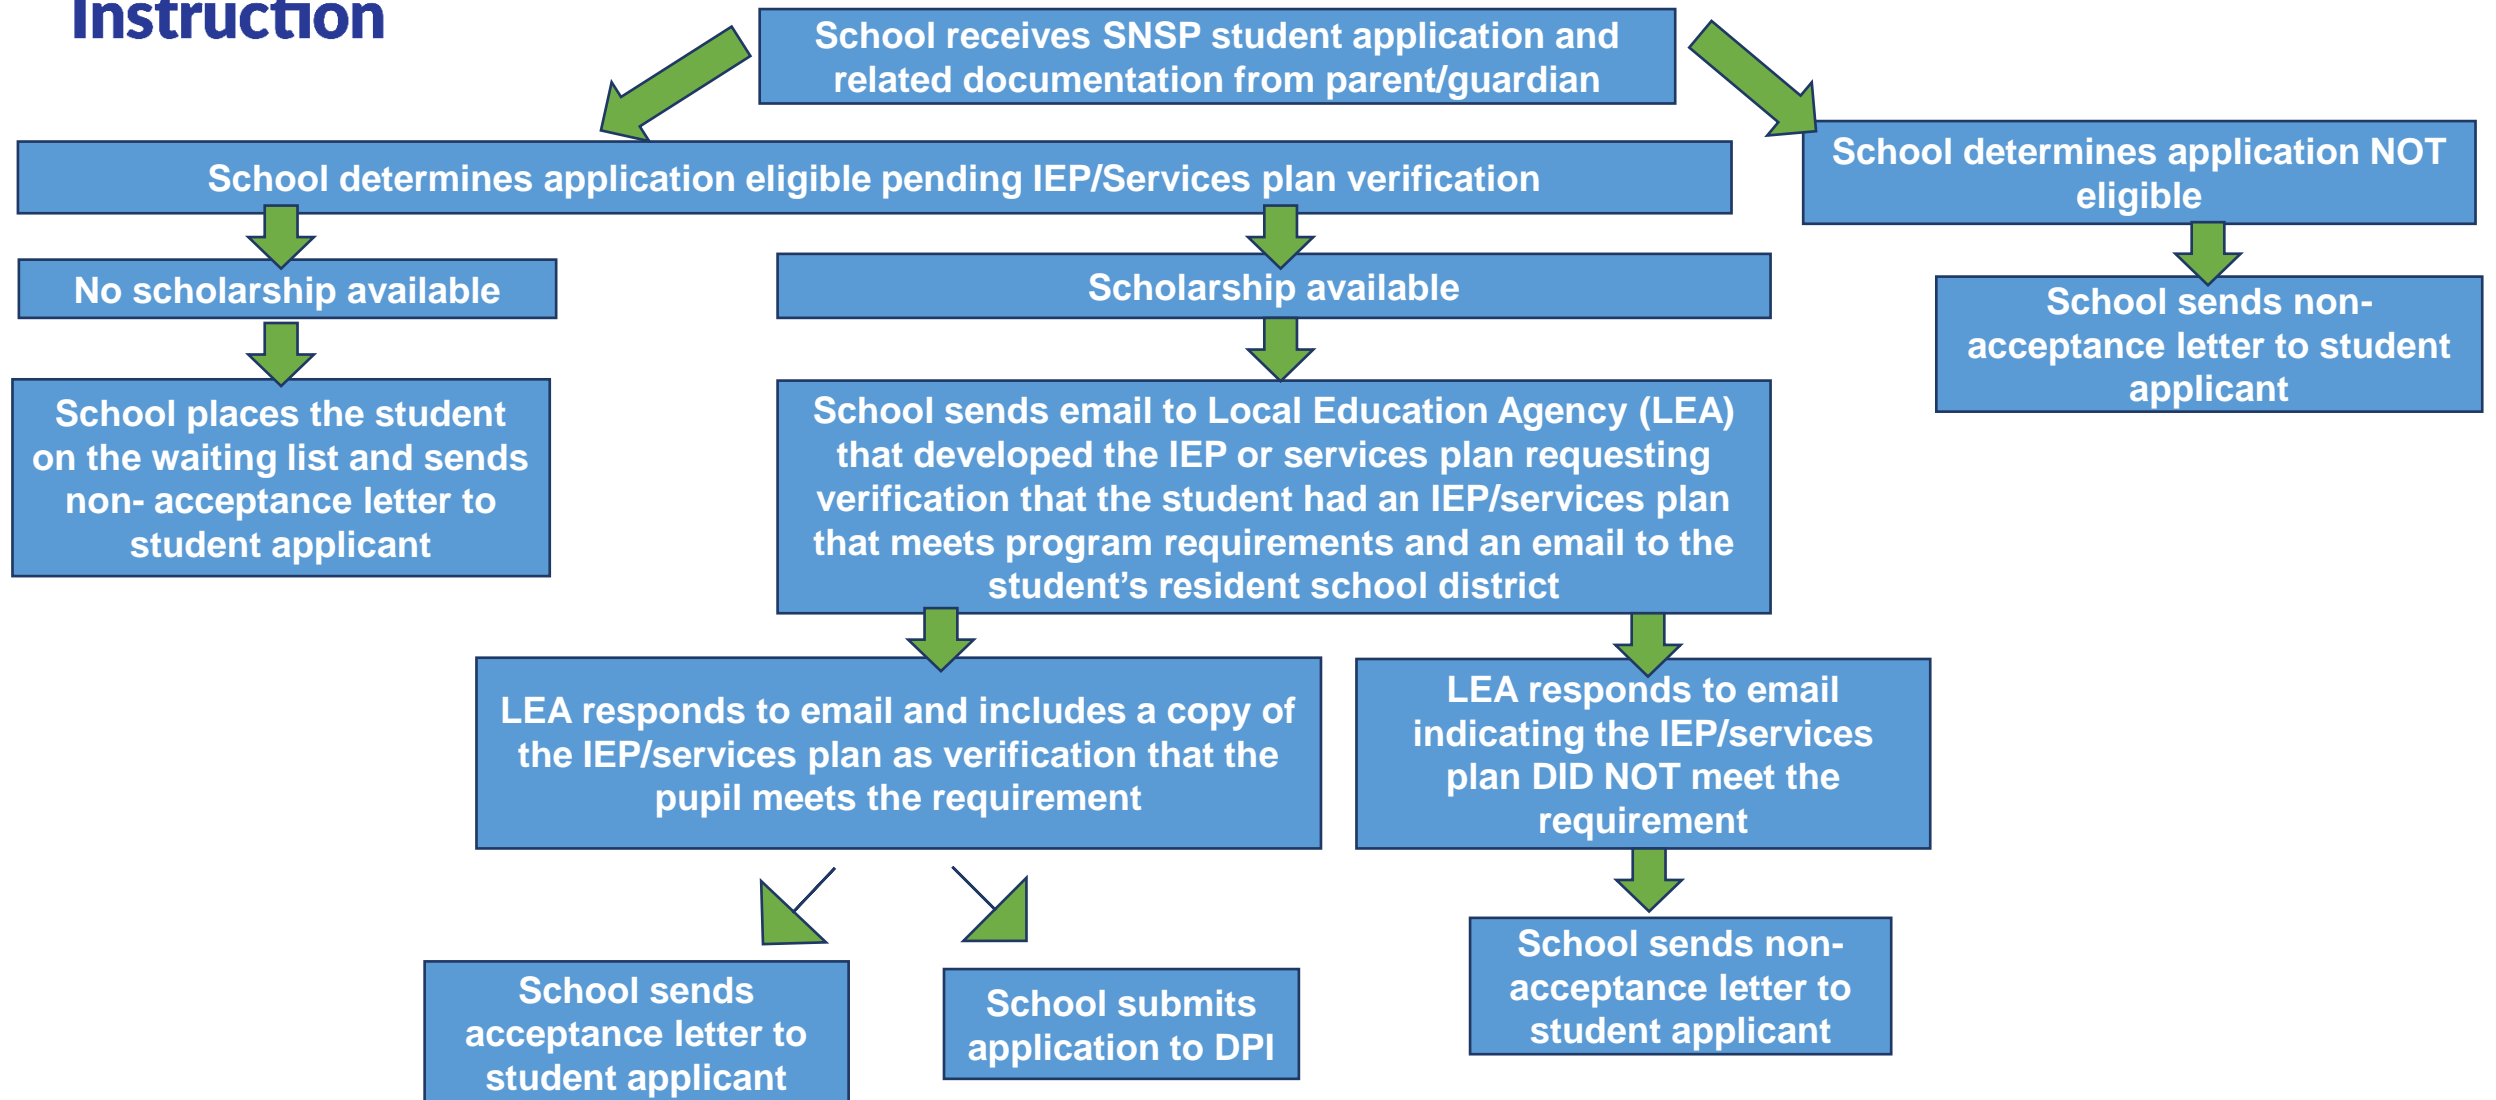 Instruction
School receives SNSP student application and
related documentation from parent/guardian
School determines application eligible pending IEP/Services plan verification
School determines application NOT
eligible
No scholarship available
Scholarship available
School sends non-
acceptance letter to student
applicant
School places the student
on the waiting list and sends
non- acceptance letter to
student applicant
School sends email to Local Education Agency (LEA)
that developed the IEP or services plan requesting
verification that the student had an IEP/services plan
that meets program requirements and an email to the
student’s resident school district
LEA responds to email and includes a copy of
the IEP/services plan as verification that the
pupil meets the requirement
LEA responds to email
indicating the IEP/services
plan DID NOT meet the
requirement
School sends
acceptance letter to
student applicant
School submits
application to DPI
School sends non-
acceptance letter to
student applicant